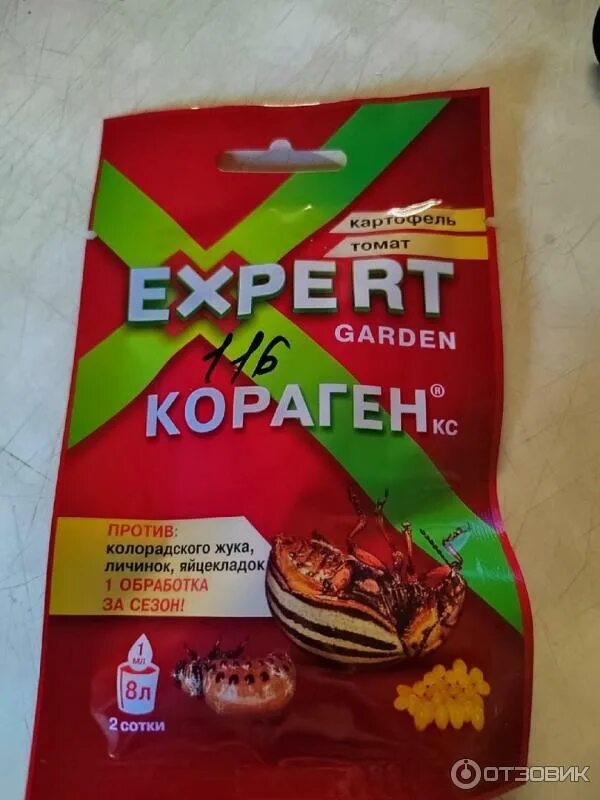 картофель
томат
EXPERT
GARDEN
116
КОРАГЕН® КС
ПРОТИВ:
колорадского жука,
личинок, яйцекладок
1 ОБРАБОТКА
ЗА СЕЗОН!
1
МЛ
8л
2 сотки
ОТЗОВИК